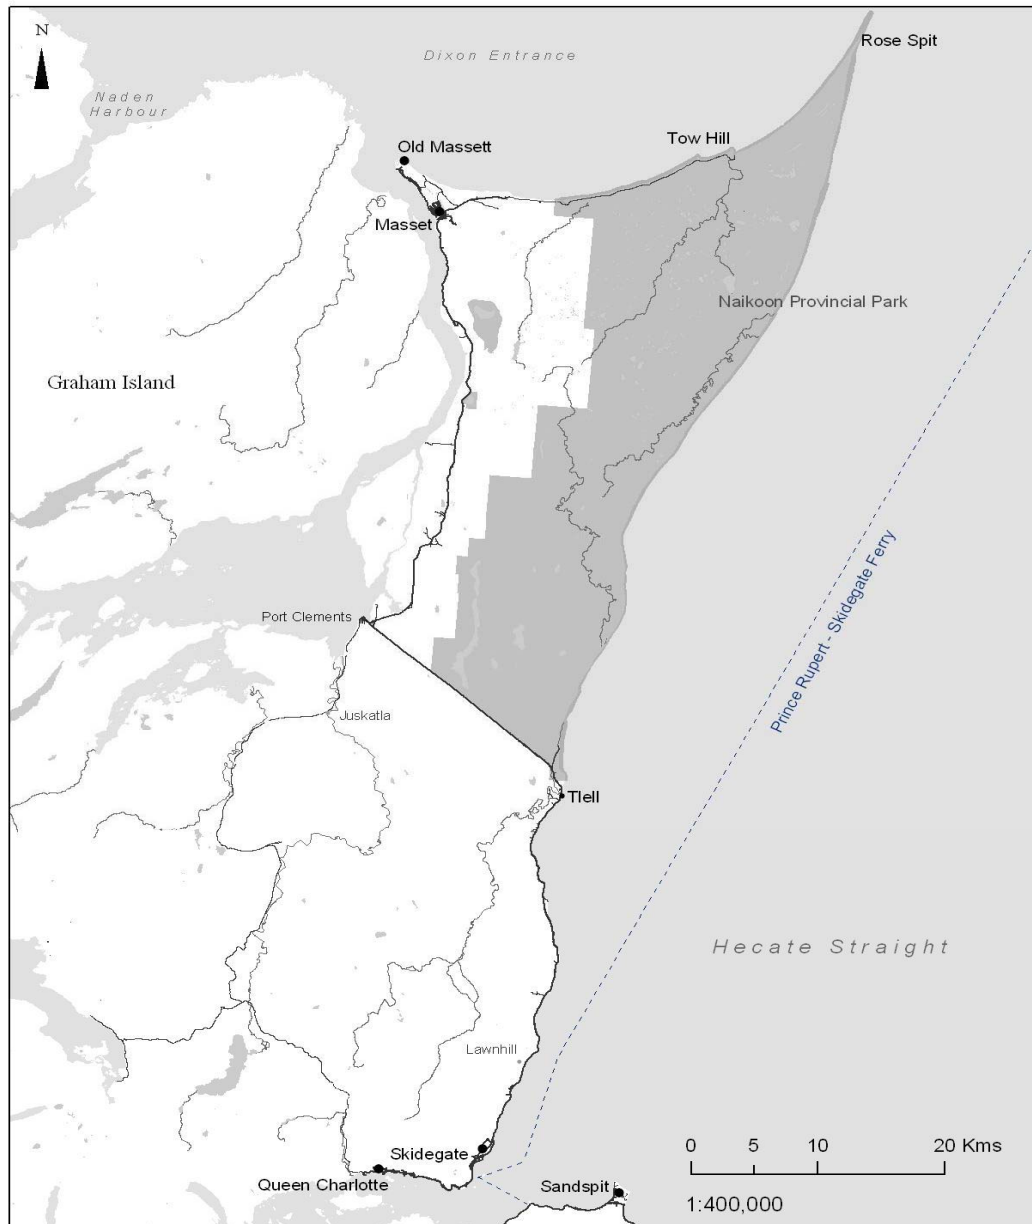 N
Dixon Entrance
Rose Spit
Naden
Harbour
Tow Hill
Old Massett
Masset
Naikoon Provincial Park
Graham Island
Port Clements
Prince Rupert - Skidegate Ferry
Juskatla
Tlell
Hecate Straight
Lawnhill
Skidegate
Queen Charlotte
Sandspit
0 5 10 20 Kms
1:400,000